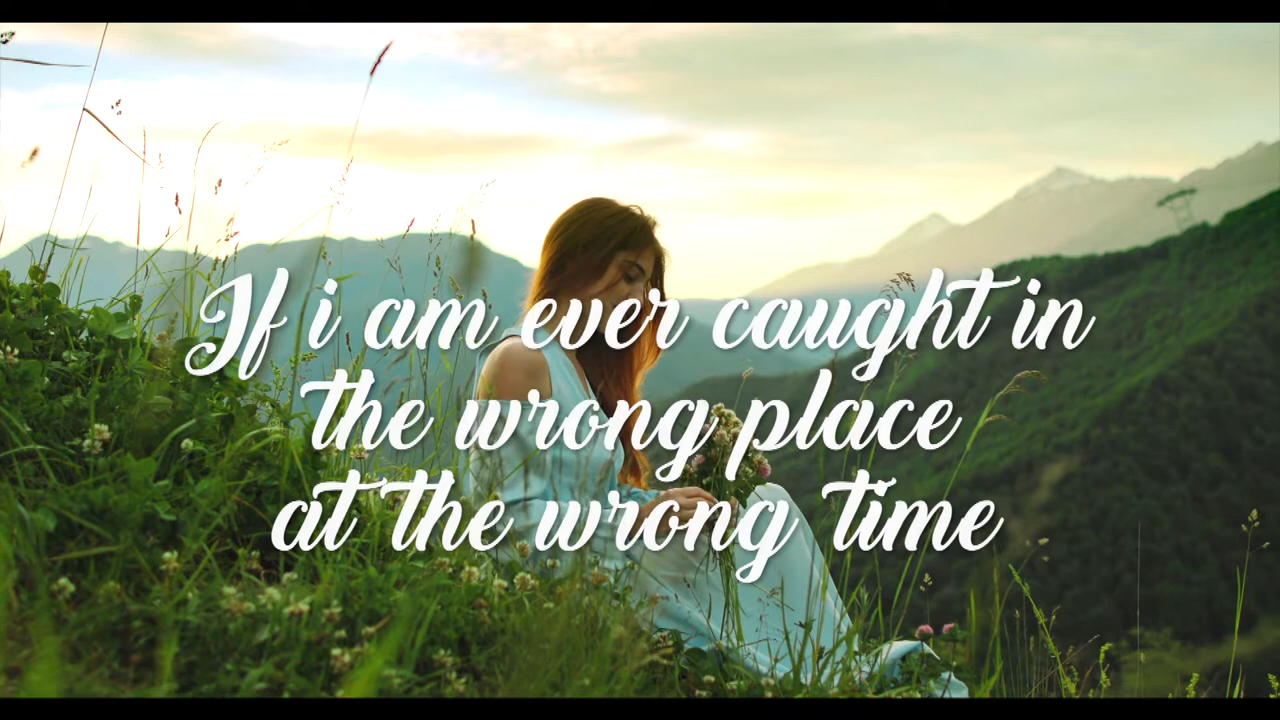 If i am ever caught in
the wrong place
at the wrong time